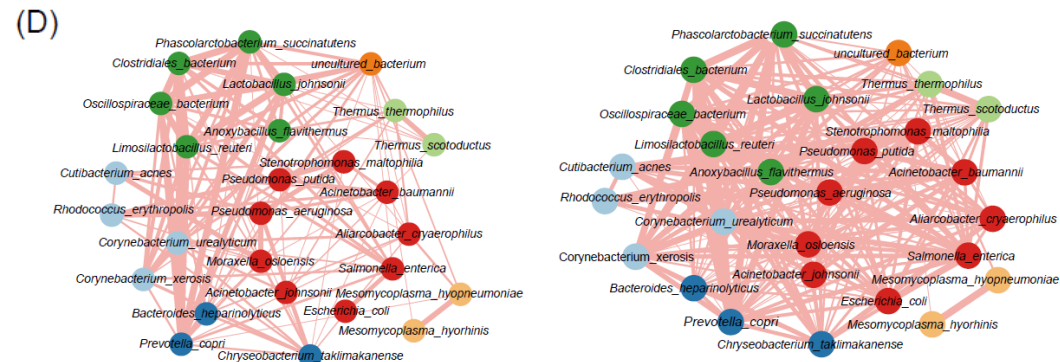 (D)
Phascolarctobacterium_succinatutens
Clostridiales_bacterium
uncultured_bacterium
Lactobacillus_johnsonii
Oscillospiraceae_bacterium
Thermus_thermophilus
Anoxybacillus_flavithermus
Limosilactobacillus_reuteri
Thermus_scotoductus
Stenotrophomonas_maltophilia
Cutibacterium_acnes
Pseudomonas_putida
Acinetobacter_baumannii
Rhodococcus_erythropolis
Pseudomonas_aeruginosa
Aliarcobacter_cryaerophilus
Corynebacterium_urealyticum
Moraxella_osloensis
Salmonella_enterica
Corynebacterium_xerosis
Acinetobacter_johnsonii
Mesomycoplasma_hyopneumoniae
Bacteroides_heparinolyticus
Escherichia_coli
Mesomycoplasma_hyorhinis
Prevotella_copri
Chryseobacterium_taklimakanense
Phascolarctobacterium_succinatutens
uncultured_bacterium
Clostridiales_bacterium
Thermus_thermophilus
Lactobacillus_johnsonii
Thermus_scotoductus
Oscillospiraceae_bacterium
Stenotrophomonas_maltophilia
Limosilactobacillus_reuteri
Pseudomonas_putida
Cutibacterium_acnes
Anoxybacillus_flavithermus
Acinetobacter_baumannii
Pseudomonas_aeruginosa
Rhodococcus_erythropolis
Aliarcobacter_cryaerophilus
Corynebacterium_urealyticum
Moraxella_osloensis
Corynebacterium_xerosis
Salmonella_enterica
Acinetobacter_johnsonii
Mesomycoplasma_hyopneumoniae
Bacteroides_heparinolyticus
Escherichia_coli
Prevotella_copri
Mesomycoplasma_hyorhinis
Chryseobacterium_taklimakanense